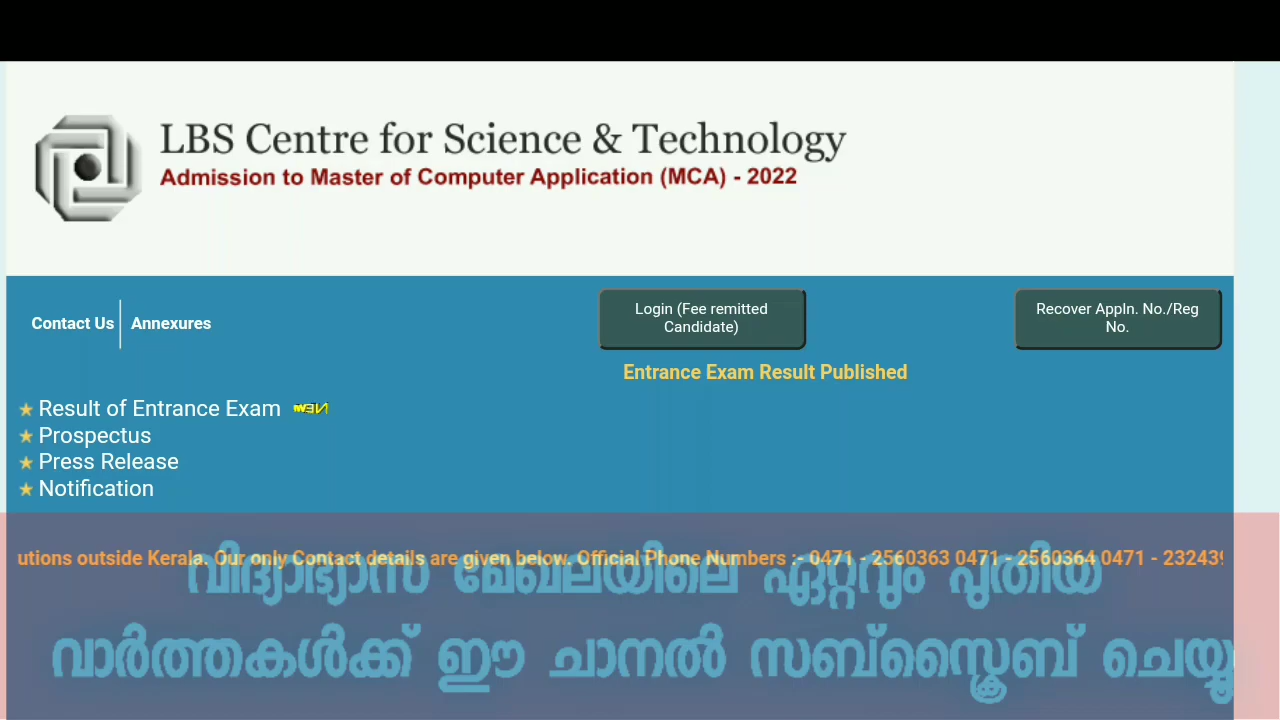 LBS Centre for Science & Technology
Admission to Master of Computer Application (MCA) - 2022
Contact Us
Annexures
Login (Fee remitted
Candidate)
Recover Appln. No./Reg
No.
Entrance Exam Result Published
Result of Entrance Exam NEW
Prospectus
Press Release
Notification
utions outside Kerala. Our only Contact details are given below. Official Phone Numbers :- 0471 - 2560363 0471 - 2560364 0471 - 232439
വിദ്യാഭ്യാസ മേഖലയിലെ ഏറ്റവും പുതിയ
വാർത്തകൾക്ക് ഈ ചാനൽ സബ്സ്ക്രൈബ് ചെയ്യൂ